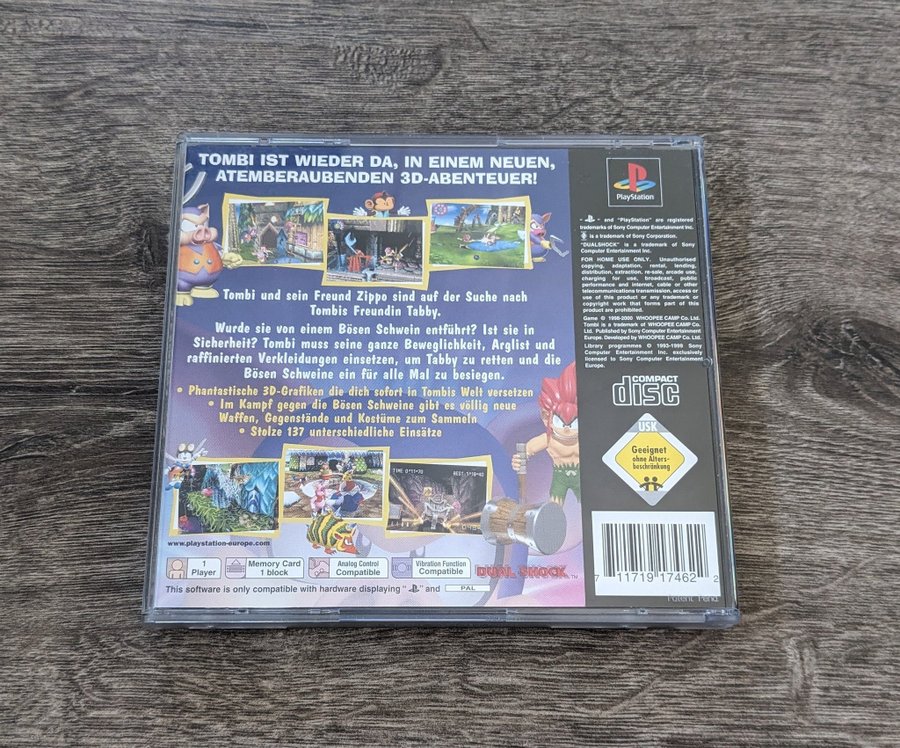 TOMBI IST WIEDER DA, IN EINEM NEUEN,
ATEMBERAUBENDEN 3D-ABENTEUER!
Tombi und sein Freund Zippo sind auf der Suche nach
Tombis Freundin Tabby.
Wurde sie von einem Bösen Schwein entführt? Ist sie in
Sicherheit? Tombi muss seine ganze Beweglichkeit, Arglist und
raffinierten Verkleidungen einsetzen, um Tabby zu retten und die
Bösen Schweine ein für alle Mal zu besiegen.
• Phantastische 3D-Grafiken die dich sofort in Tombis Welt versetzen
• Im Kampf gegen die Bösen Schweine gibt es völlig neue
Waffen, Gegenstände und Kostüme zum Sammeln
• Stolze 137 unterschiedliche Einsätze
www.playstation-europe.com
1
Player
Memory Card
1 block
Analog Control
Compatible
Vibration Function
Compatible
DUAL SHOCK™
This software is only compatible with hardware displaying " " and
PAL
PlayStation
" " and "PlayStation" are registered
trademarks of Sony Computer Entertainment Inc.
is a trademark of Sony Corporation.
"DUALSHOCK" is a trademark of Sony
Computer Entertainment Inc.
FOR HOME USE ONLY. Unauthorised
copying, adaptation, rental, lending,
distribution, extraction, re-sale, arcade use,
charging for use, broadcast, public
performance and internet, cable or other
telecommunications transmission, access or
use of this product or any trademark or
copyright work that forms part of this
product are prohibited.
Game © 1998-2000 WHOOPEE CAMP Co. Ltd.
Tombi is a trademark of WHOOPEE CAMP Co.
Ltd. Published by Sony Computer Entertainment
Europe. Developed by WHOOPEE CAMP Co. Ltd.
Library programmes © 1993-1999 Sony
Computer Entertainment Inc. exclusively
licensed to Sony Computer Entertainment
Europe.
COMPACT
disc
USK
Geeignet
ohne Alters-
beschränkung
7 11719 17462 2
Patent Pend.